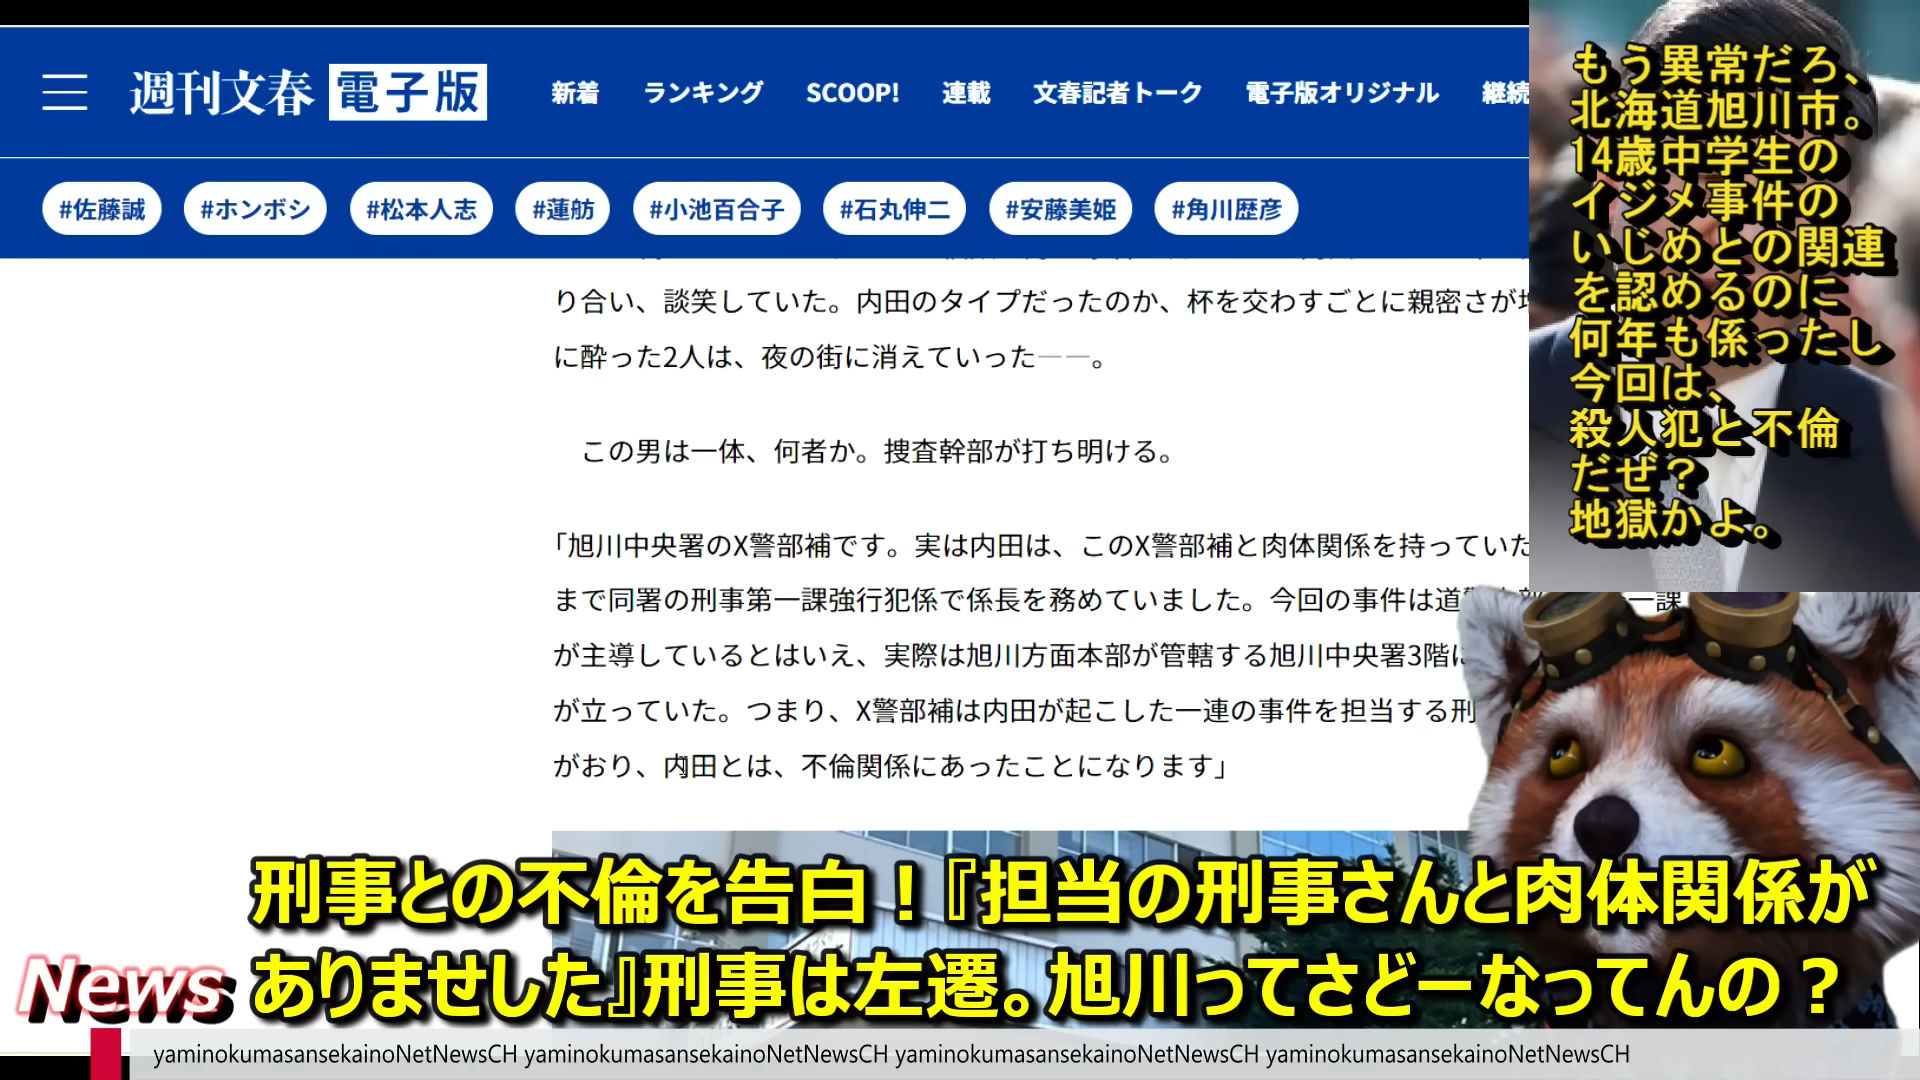 週刊文春 電子版
新着 ランキング SCOOP! 連載 文春記者トーク 電子版オリジナル 継続
#佐藤誠 #ホンボシ #松本人志 #蓮舫 #小池百合子 #石丸伸二 #安藤美姫 #角川歴彦
り合い、談笑していた。内田のタイプだったのか、杯を交わすごとに親密さが
に酔った2人は、夜の街に消えていった――。
この男は一体、何者か。捜査幹部が打ち明ける。
「旭川中央署のX警部補です。実は内田は、このX警部補と肉体関係を持っていた
まで同署の刑事第一課強行犯係で係長を務めていました。今回の事件は道 一課
が主導しているとはいえ、実際は旭川方面本部が管轄する旭川中央署3階に
が立っていた。つまり、X警部補は内田が起こした一連の事件を担当する刑
がおり、内田とは、不倫関係にあったことになります」
もう異常だろ、
北海道旭川市。
14歳中学生の
イジメ事件の
いじめとの関連
を認めるのに
何年も係ったし
今回は、
殺人犯と不倫
だぜ？
地獄かよ。
刑事との不倫を告白！『担当の刑事さんと肉体関係が
ありませした』刑事は左遷。旭川ってさどーなってんの？
News
yaminokumasansekainoNetNewsCH yaminokumasansekainoNetNewsCH yaminokumasansekainoNetNewsCH yaminokumasansekainoNetNewsCH